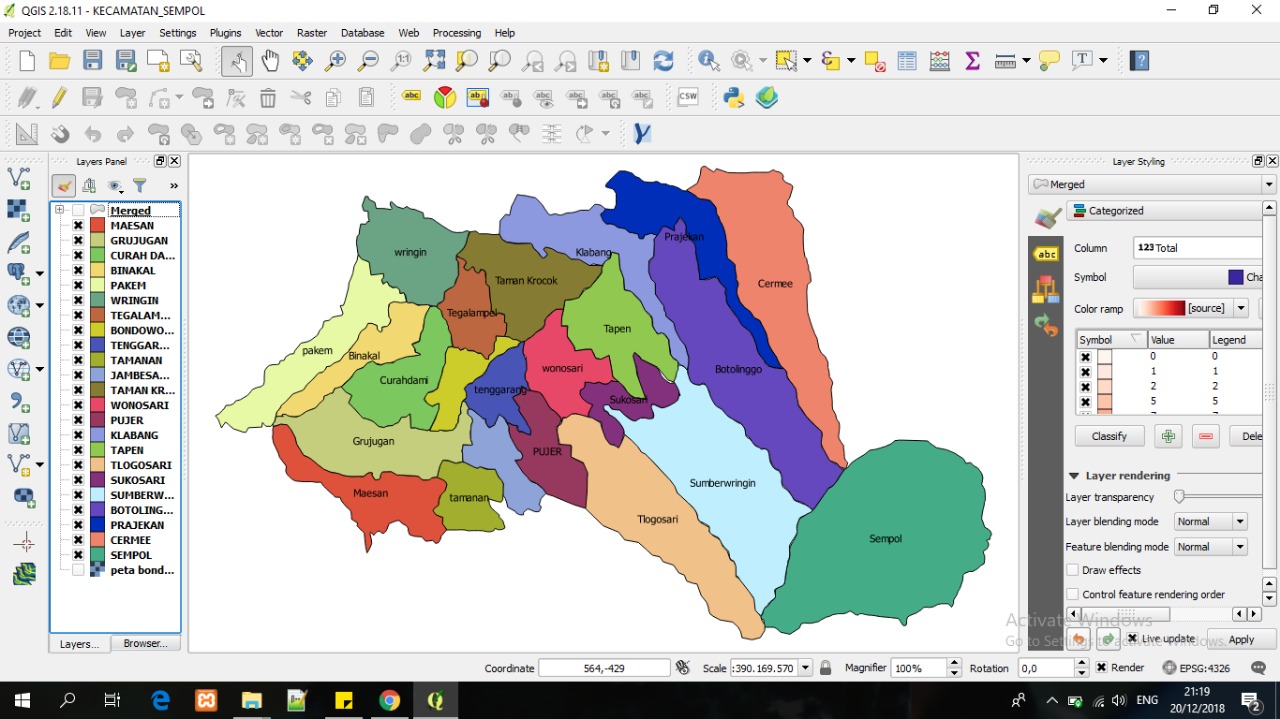 QGIS 2.18.11 - KECAMATAN_SEMPOL
Project Edit View Layer Settings Plugins Vector Raster Database Web Processing Help
abc
CSW
Layers Panel
Merged
MAESAN
GRUJUGAN
CURAH DA...
BINAKAL
PAKEM
WRINGIN
TEGALAM...
BONDOWO...
TENGGAR...
TAMANAN
JAMBESA...
TAMAN KR...
WONOSARI
PUJER
KLABANG
TAPEN
TLOGOSARI
SUKOSARI
SUMBERW...
BOTOLING...
PRAJEKAN
CERMEE
SEMPOL
peta bond...
Layers... Browser...
wringin
Klabang
Prajekan
Taman Krocok
Cermee
Tegalampel
Tapen
pakem
Binakal
wonosari
Botolinggo
Curahdami
tenggarang
Sukosari
Grujugan
PUJER
Maesan
tamanan
Sumberwringin
Tlogosari
Sempol
Layer Styling
Merged
Categorized
abc
Column 123 Total
Symbol Cha
Color ramp [source]
Symbol Value Legend
0 0
1 1
2 2
5 5
Classify Dele
Layer rendering
Layer transparency
Layer blending mode Normal
Feature blending mode Normal
Draw effects
Control feature rendering order
Activate Windows
Go to Settings to activate Windows.
Live update Apply
Coordinate 564,-429 Scale :390.169.570 Magnifier 100% Rotation 0,0 Render EPSG:4326
ENG
21:19
20/12/2018
2